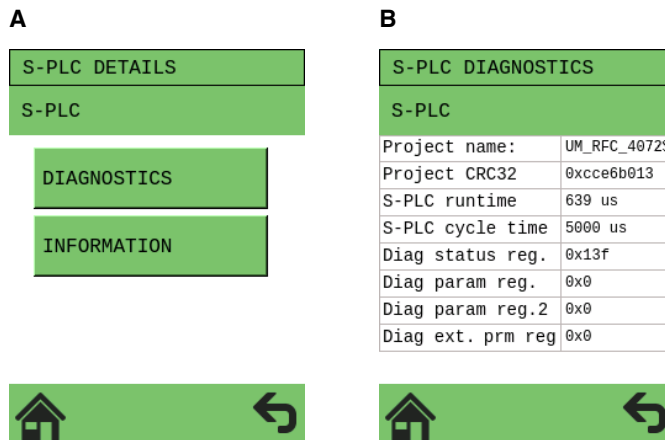 A
S-PLC DETAILS
S-PLC
DIAGNOSTICS
INFORMATION
B
S-PLC DIAGNOSTICS
S-PLC
Project name: UM_RFC_4072S
Project CRC32 0xcce6b013
S-PLC runtime 639 us
S-PLC cycle time 5000 us
Diag status reg. 0x13f
Diag param reg. 0x0
Diag param reg.2 0x0
Diag ext. prm reg 0x0